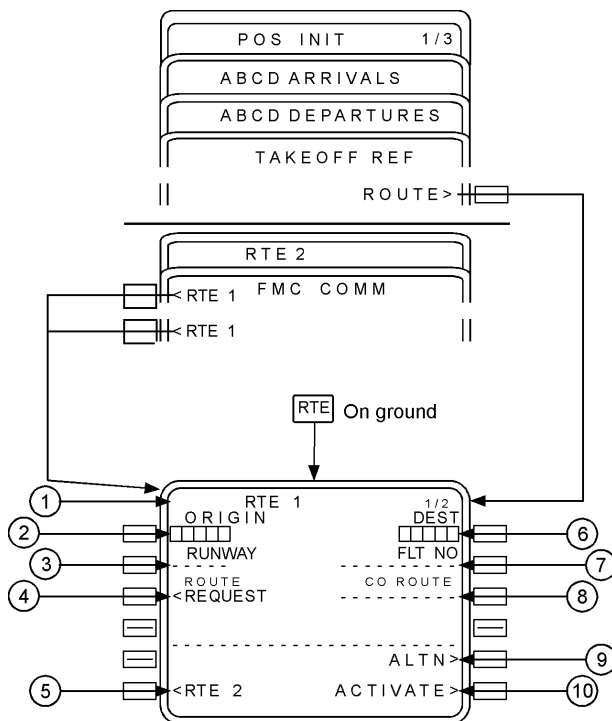 POS INIT 1/3
ABCD ARRIVALS
ABCD DEPARTURES
TAKEOFF REF
ROUTE>
RTE 2
FMC COMM
<RTE 1
<RTE 1
RTE On ground
1 RTE 1 1/2
ORIGIN DEST
2 6
RUNWAY FLT NO
3 ----- ---------- 7
ROUTE CO ROUTE
4 <REQUEST ---------- 8
------------------------
ALTN> 9
5 <RTE 2 ACTIVATE> 10